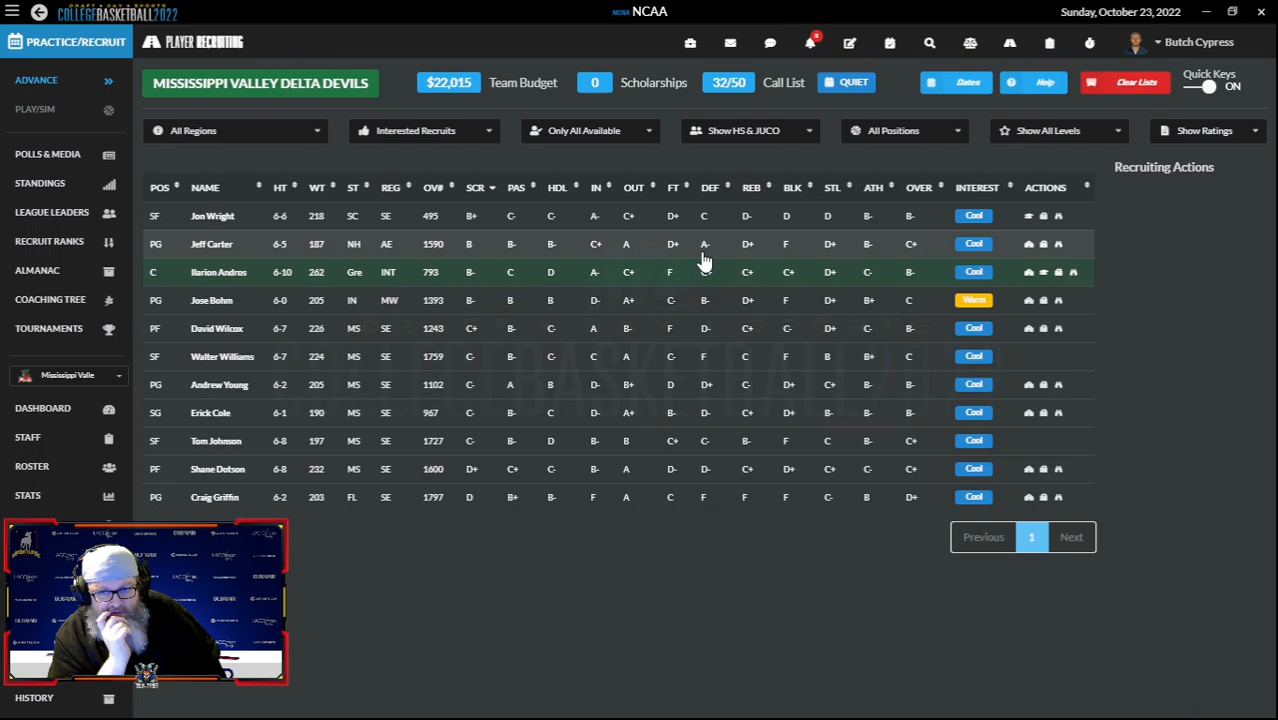 DRAFT DAY SPORTS
COLLEGEBASKETBALL2022
NCAA NCAA
Sunday, October 23, 2022
PRACTICE/RECRUIT
PLAYER RECRUITING
2
Butch Cypress
ADVANCE
PLAY/SIM
POLLS & MEDIA
STANDINGS
LEAGUE LEADERS
RECRUIT RANKS
ALMANAC
COACHING TREE
TOURNAMENTS
Mississippi Valle
DASHBOARD
STAFF
ROSTER
STATS
HISTORY
MISSISSIPPI VALLEY DELTA DEVILS
$22,015 Team Budget 0 Scholarships 32/50 Call List QUIET
Dates Help Clear Lists Quick Keys ON
All Regions Interested Recruits Only All Available Show HS & JUCO All Positions Show All Levels Show Ratings
Recruiting Actions
POS NAME HT WT ST REG OV# SCR PAS HDL IN OUT FT DEF REB BLK STL ATH OVER INTEREST ACTIONS
SF Jon Wright 6-6 218 SC SE 495 B+ C- C- A- C+ D+ C D- D D B- B- Cool
PG Jeff Carter 6-5 187 NH AE 1590 B B- B- C+ A D+ A- D+ F D+ B- C+ Cool
C Ilarion Andros 6-10 262 Gre INT 793 B- C D A- C+ F C+ C+ D+ C- B- Cool
PG Jose Bohm 6-0 205 IN MW 1393 B- B B D- A+ C- B- D+ F D+ B+ C Warm
PF David Wilcox 6-7 226 MS SE 1243 C+ B- C- A B- F D- C+ C- D+ C- B- Cool
SF Walter Williams 6-7 224 MS SE 1759 C- B- C- C A C- F C F B B+ C Cool
PG Andrew Young 6-2 205 MS SE 1102 C- A B D- B+ D D+ C- D+ C+ B- C- Cool
SG Erick Cole 6-1 190 MS SE 967 C- B- C D- A+ B- D- C+ D+ B- B- C- Cool
SF Tom Johnson 6-8 197 MS SE 1727 C- B- D B- B C+ C- B- F C B- C+ Cool
PF Shane Dotson 6-8 232 MS SE 1600 D+ C+ C- B- A D- D- C+ D+ C+ C- C+ Cool
PG Craig Griffin 6-2 203 FL SE 1797 D B+ B- F A C F F F C- B D+ Cool
Previous 1 Next